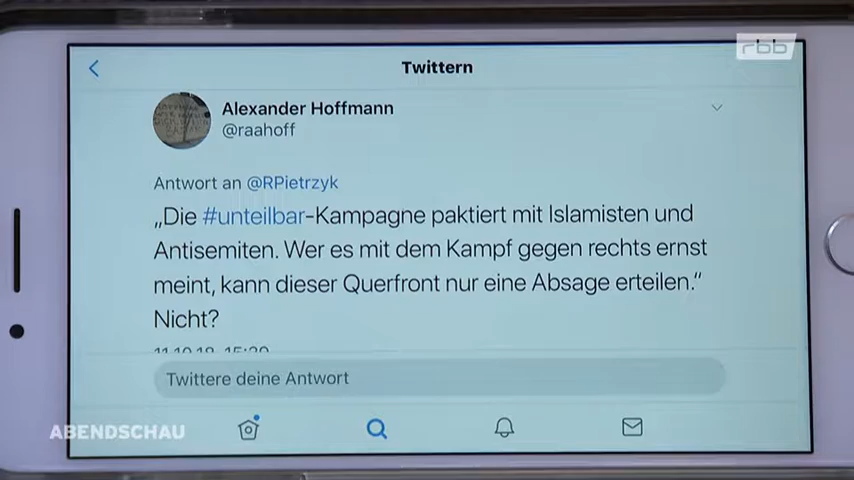 rbb
Twittern
Alexander Hoffmann
@raahoff
Antwort an @RPietrzyk
„Die #unteilbar-Kampagne paktiert mit Islamisten und
Antisemiten. Wer es mit dem Kampf gegen rechts ernst
meint, kann dieser Querfront nur eine Absage erteilen.“
Nicht?
Twittere deine Antwort
ABENDSCHAU